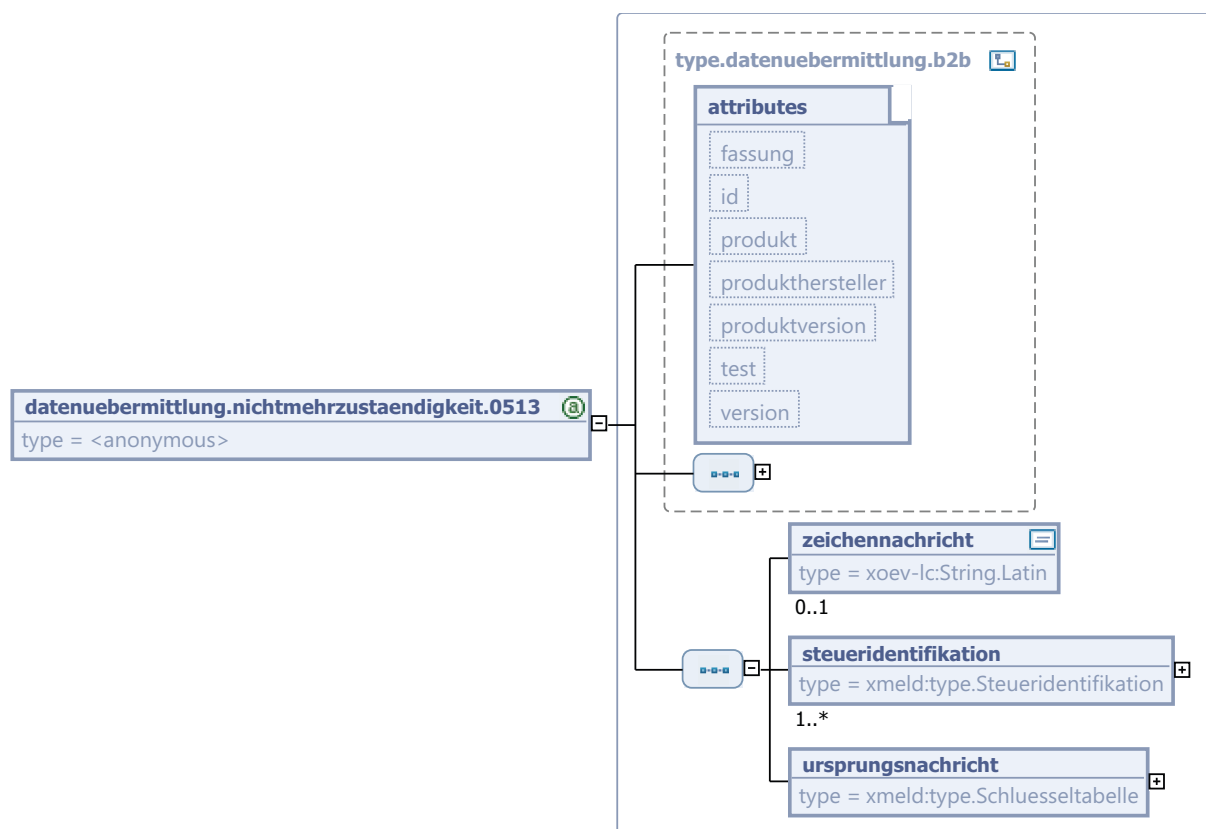 type.datenuebermittlung.b2b
attributes
fassung
id
produkt
produkthersteller
produktversion
test
version
datenuebermittlung.nichtmehrzustaendigkeit.0513
type = <anonymous>
zeichennachricht
type = xoev-lc:String.Latin
0..1
steueridentifikation
type = xmeld:type.Steueridentifikation
1..*
ursprungsnachricht
type = xmeld:type.Schluesseltabelle